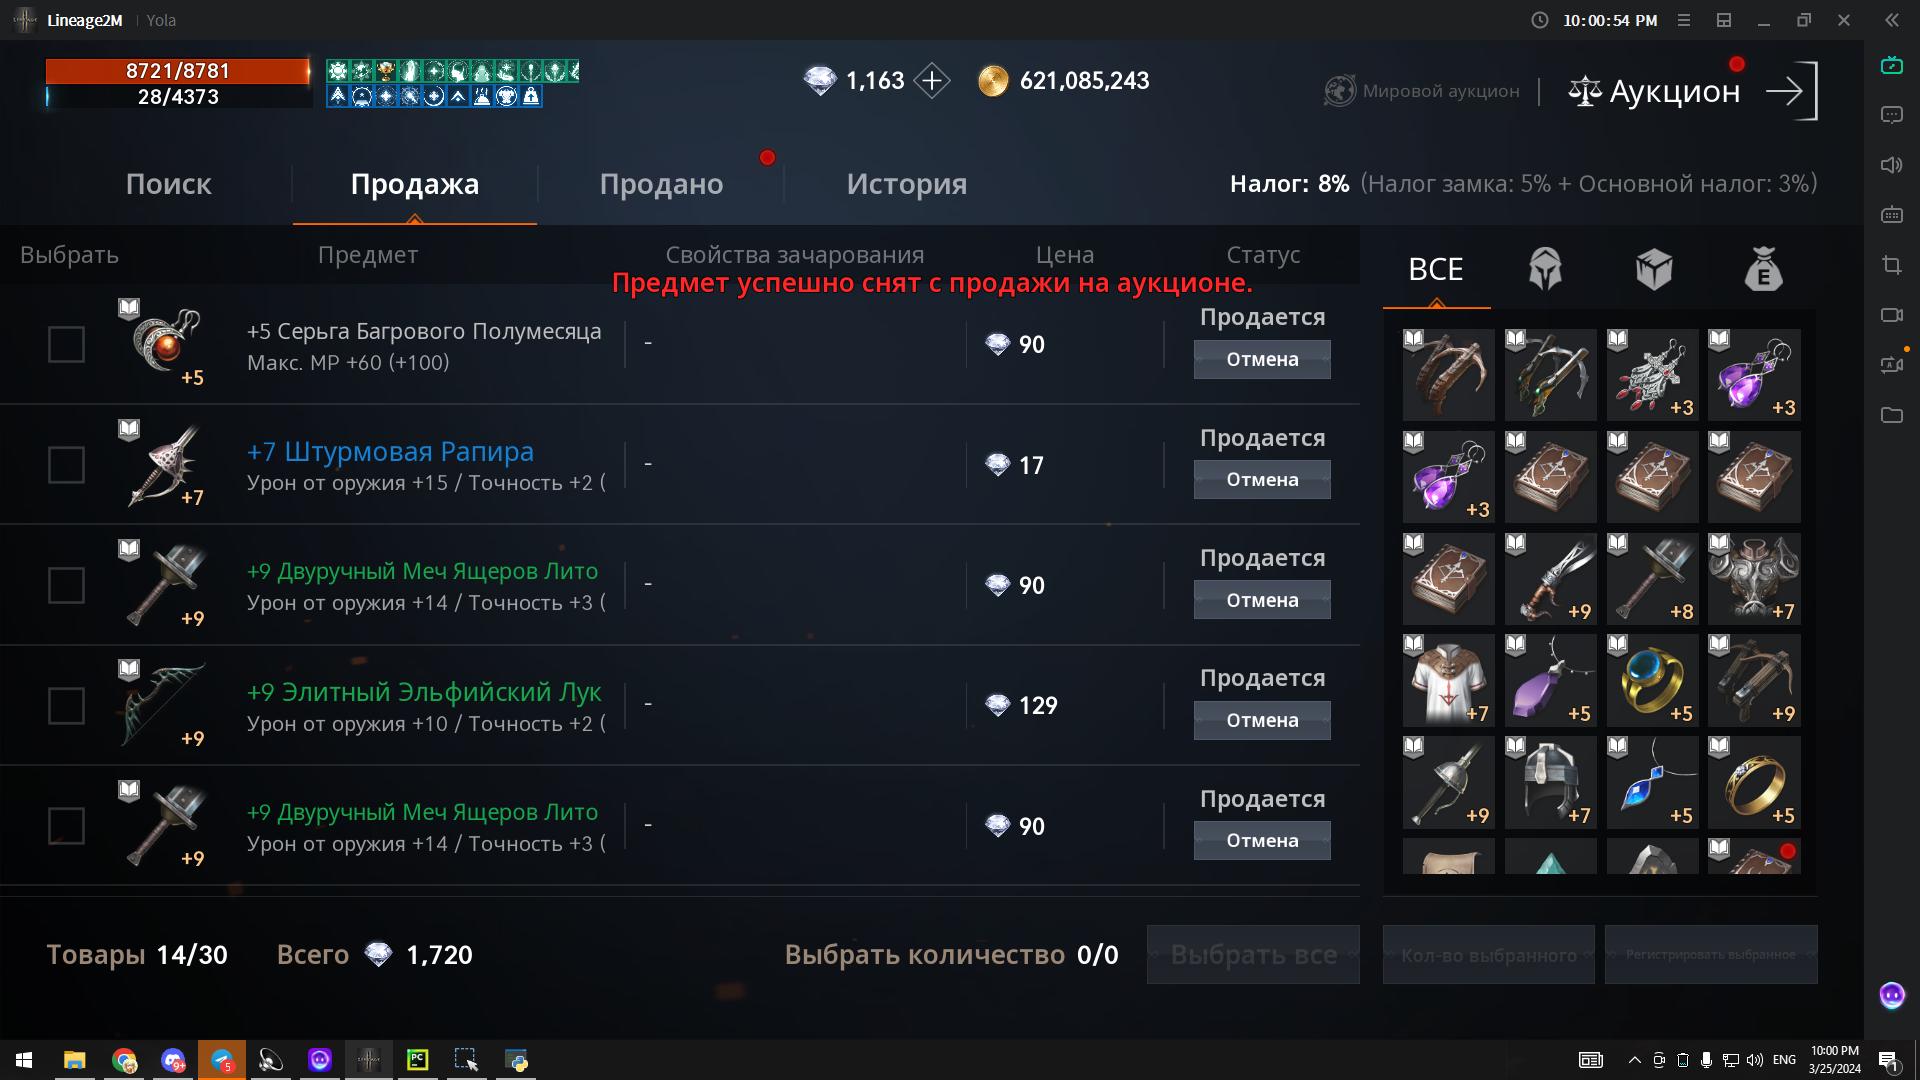 Lineage2M | Yola
10:00:54 PM
8721/8781
28/4373
1,163
621,085,243
Мировой аукцион
Аукцион
Поиск
Продажа
Продано
История
Налог: 8% (Налог замка: 5% + Основной налог: 3%)
Выбрать
Предмет
Свойства зачарования
Цена
Статус
ВСЕ
Предмет успешно снят с продажи на аукционе.
+5
+5 Серьга Багрового Полумесяца
Макс. MP +60 (+100)
-
90
Продается
Отмена
+7
+7 Штурмовая Рапира
Урон от оружия +15 / Точность +2 (
-
17
Продается
Отмена
+9
+9 Двуручный Меч Ящеров Лито
Урон от оружия +14 / Точность +3 (
-
90
Продается
Отмена
+9
+9 Элитный Эльфийский Лук
Урон от оружия +10 / Точность +2 (
-
129
Продается
Отмена
+9
+9 Двуручный Меч Ящеров Лито
Урон от оружия +14 / Точность +3 (
-
90
Продается
Отмена
+3 +3
+3
+9 +8 +7
+7 +5 +5 +9
+9 +7 +5 +5
Товары 14/30
Всего 1,720
Выбрать количество 0/0
Выбрать все
Кол-во выбранного
Регистрировать выбранное
9+
5
PC
ENG
10:00 PM
3/25/2024
1